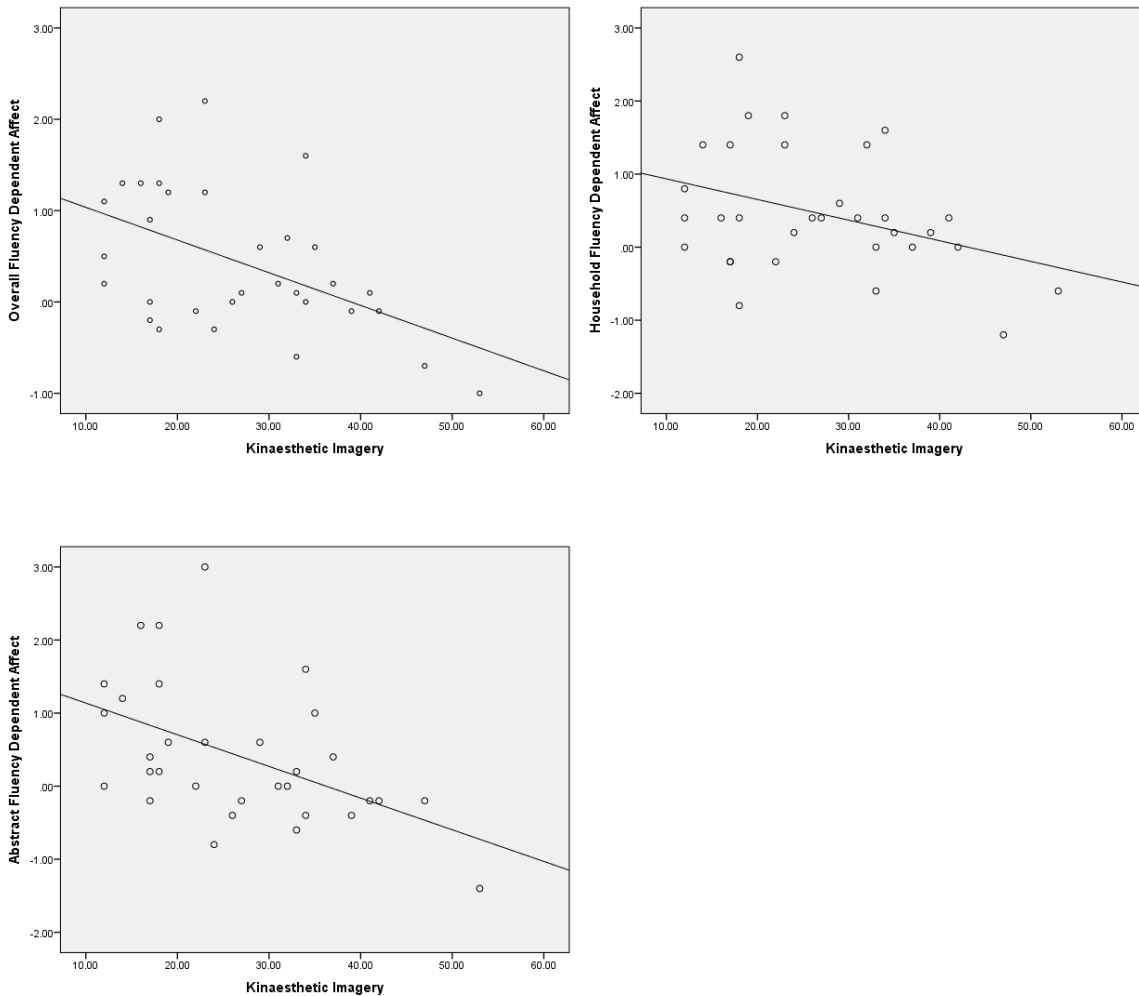 3.00
2.00
1.00
.00
-1.00
Overall Fluency Dependent Affect
10.00 20.00 30.00 40.00 50.00 60.00
Kinaesthetic Imagery
3.00
2.00
1.00
.00
-1.00
-2.00
Household Fluency Dependent Affect
10.00 20.00 30.00 40.00 50.00 60.00
Kinaesthetic Imagery
3.00
2.00
1.00
.00
-1.00
-2.00
Abstract Fluency Dependent Affect
10.00 20.00 30.00 40.00 50.00 60.00
Kinaesthetic Imagery